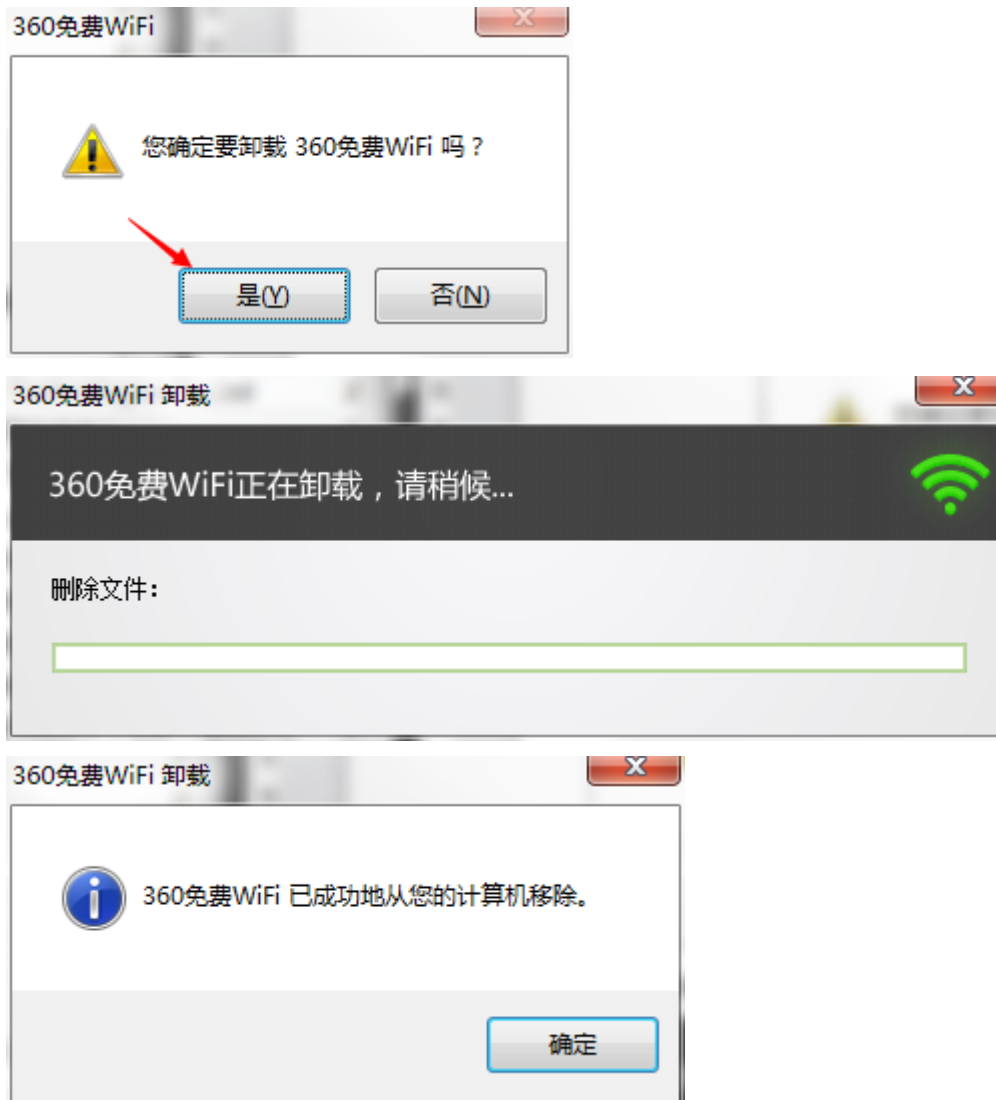 360免费WiFi
您确定要卸载 360免费WiFi 吗？
是(Y)
否(N)
360免费WiFi 卸载
360免费WiFi正在卸载，请稍候...
删除文件：
360免费WiFi 卸载
360免费WiFi 已成功地从您的计算机移除。
确定